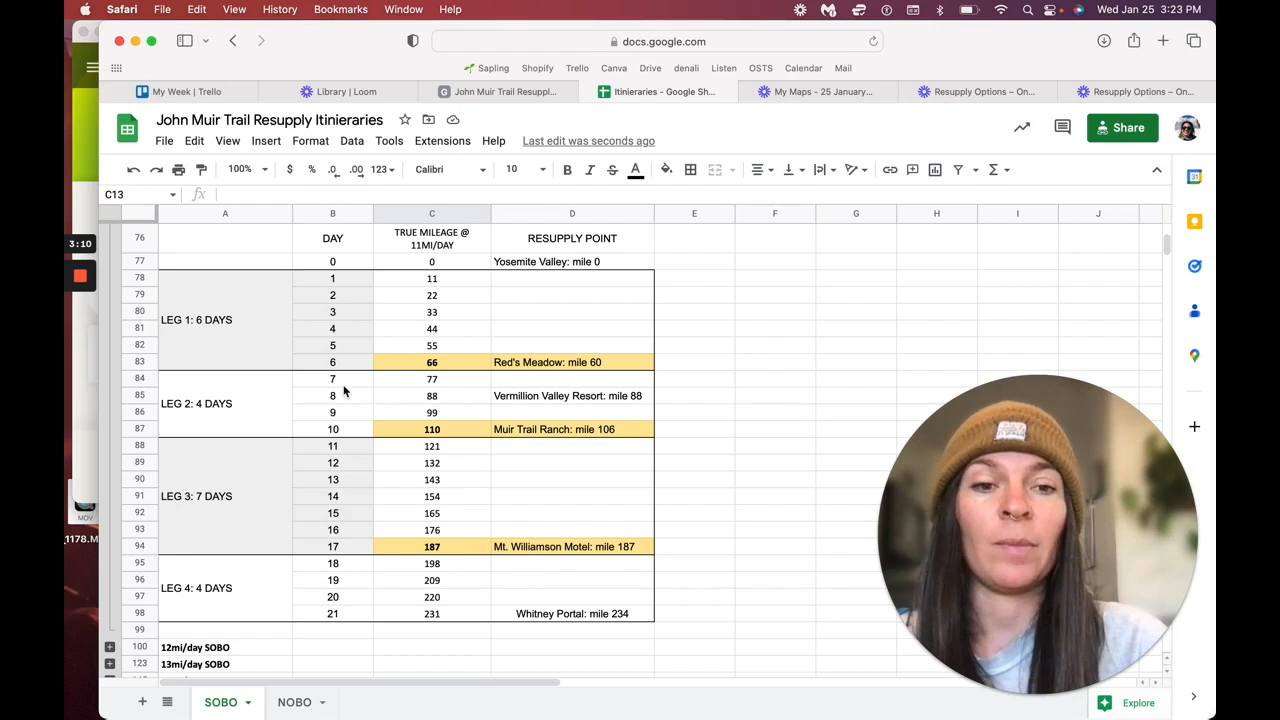 Safari File Edit View History Bookmarks Window Help Wed Jan 25 3:23 PM
docs.google.com
Sapling Shopify Trello Canva Drive denali Listen OSTS Calendar Mail
My Week | Trello Library | Loom John Muir Trail Resuppl... Itinieraries - Google Sh... My Maps - 25 January... Resupply Options – On... Resupply Options – On...
John Muir Trail Resupply Itinieraries
File Edit View Insert Format Data Tools Extensions Help Last edit was seconds ago
Share
100% $ % .0 .00 123 Calibri 10 B I S A
C13 fx
A B C D E F G H I J
3:10
76 DAY TRUE MILEAGE @ 11MI/DAY RESUPPLY POINT
77 0 0 Yosemite Valley: mile 0
78 1 11
79 2 22
80 LEG 1: 6 DAYS 3 33
81 4 44
82 5 55
83 6 66 Red's Meadow: mile 60
84 7 77
85 LEG 2: 4 DAYS 8 88 Vermillion Valley Resort: mile 88
86 9 99
87 10 110 Muir Trail Ranch: mile 106
88 11 121
89 12 132
90 13 143
91 LEG 3: 7 DAYS 14 154
92 15 165
93 16 176
94 17 187 Mt. Williamson Motel: mile 187
95 18 198
96 LEG 4: 4 DAYS 19 209
97 20 220
98 21 231 Whitney Portal: mile 234
99
100 12mi/day SOBO
123 13mi/day SOBO
MOV
_1178.M
SOBO NOBO
Explore